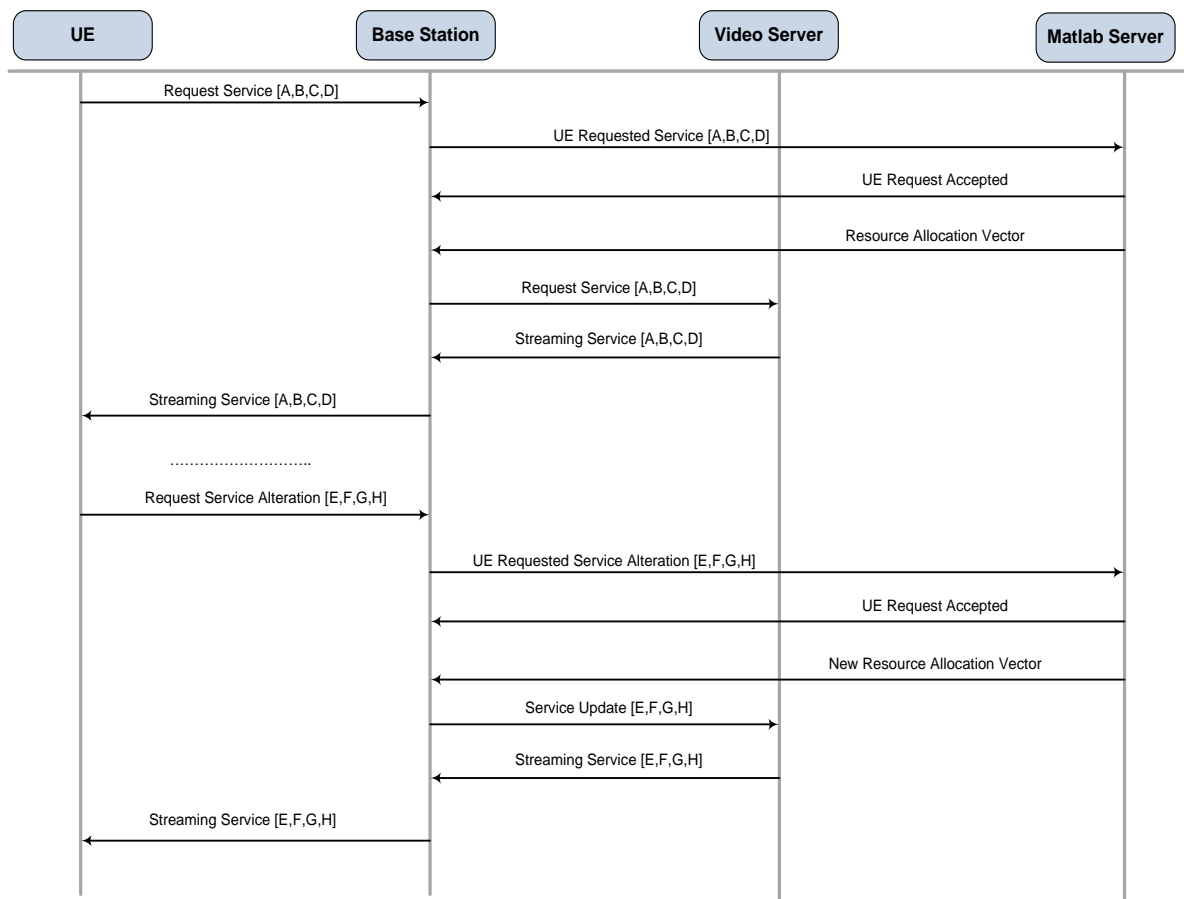 UE
Base Station
Video Server
Matlab Server
Request Service [A,B,C,D]
UE Requested Service [A,B,C,D]
UE Request Accepted
Resource Allocation Vector
Request Service [A,B,C,D]
Streaming Service [A,B,C,D]
Streaming Service [A,B,C,D]
………………………..
Request Service Alteration [E,F,G,H]
UE Requested Service Alteration [E,F,G,H]
UE Request Accepted
New Resource Allocation Vector
Service Update [E,F,G,H]
Streaming Service [E,F,G,H]
Streaming Service [E,F,G,H]